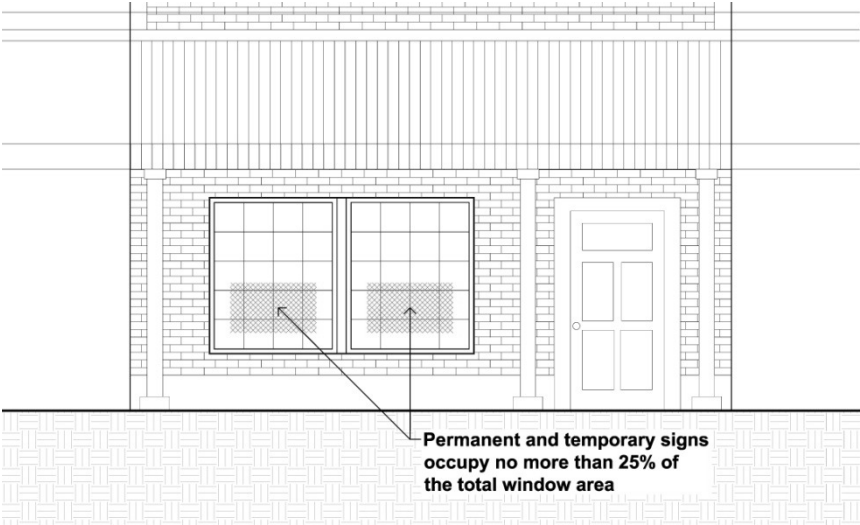 Permanent and temporary signs
occupy no more than 25% of
the total window area